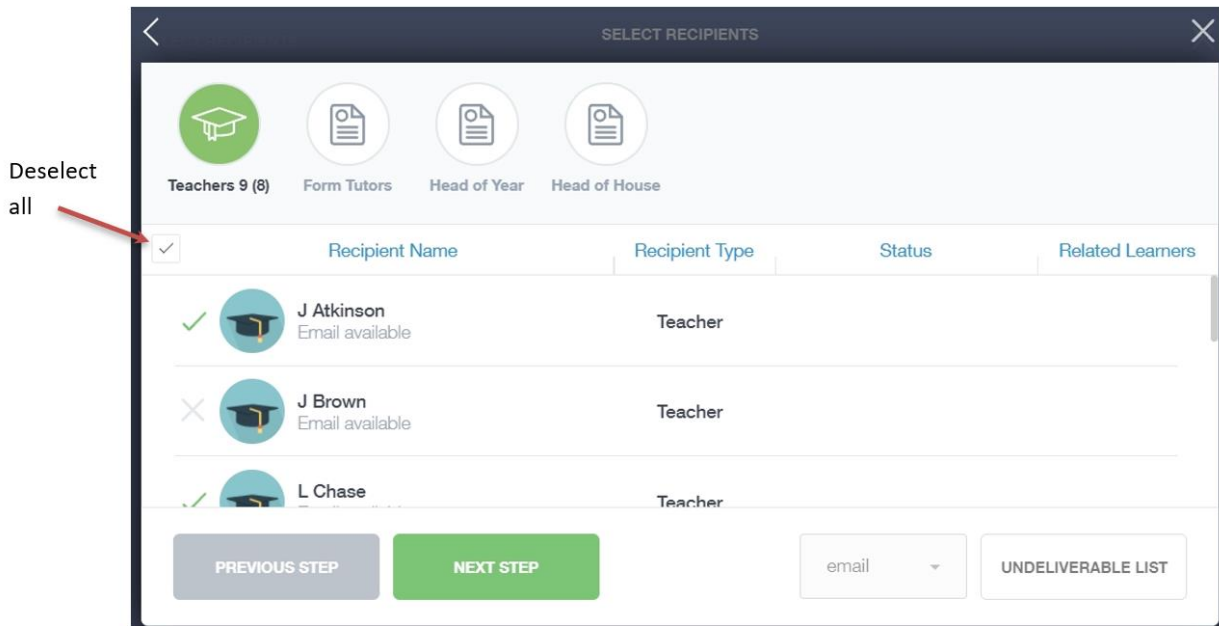 SELECT RECIPIENTS
Teachers 9 (8) Form Tutors Head of Year Head of House
Deselect
all
Recipient Name Recipient Type Status Related Learners
J Atkinson
Email available
Teacher
J Brown
Email available
Teacher
L Chase
Teacher
PREVIOUS STEP NEXT STEP email UNDELIVERABLE LIST